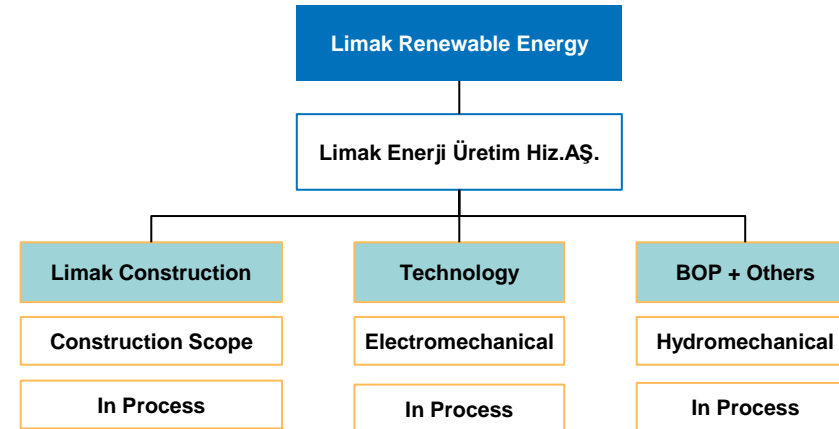 Limak Renewable Energy
Limak Enerji Üretim Hiz.AŞ.
Limak Construction
Technology
BOP + Others
Construction Scope
Electromechanical
Hydromechanical
In Process
In Process
In Process